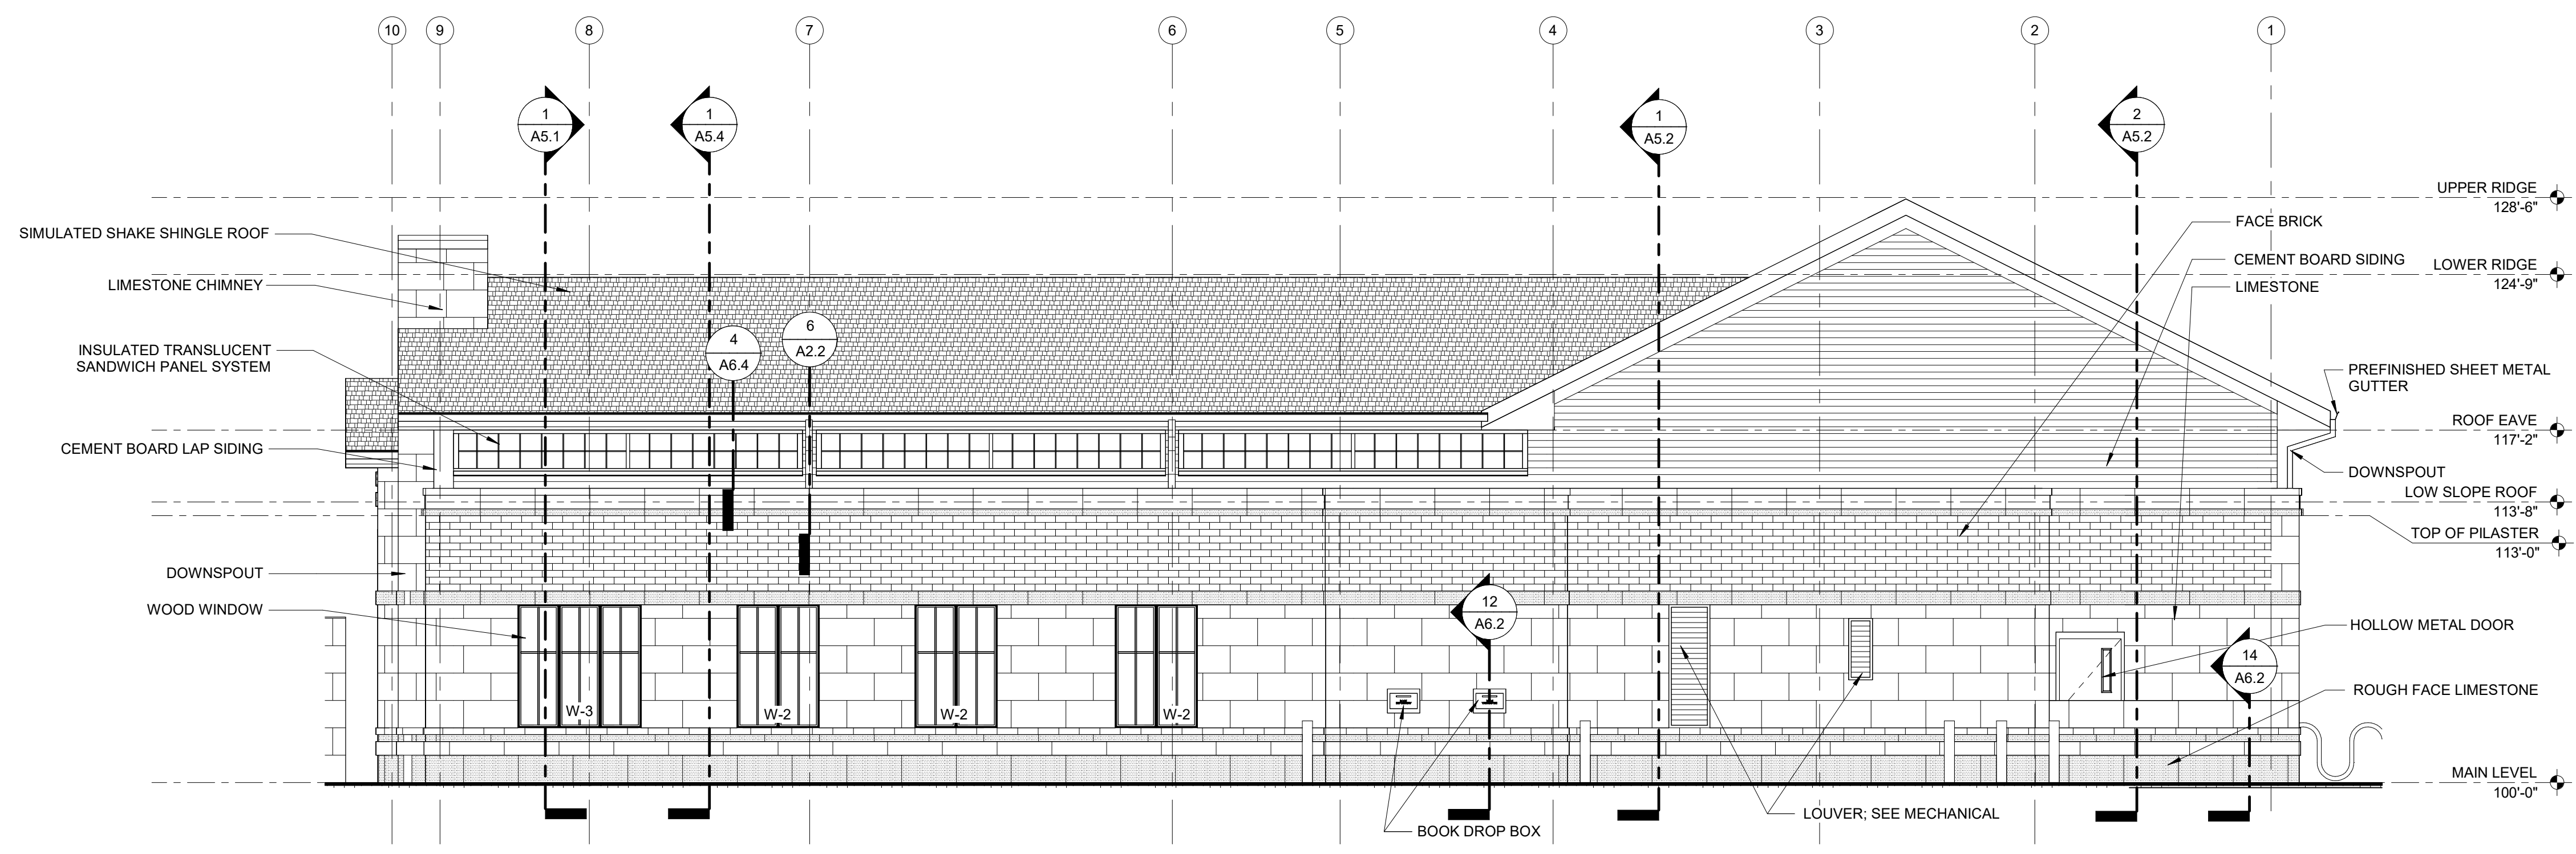 10 9 8 7 6 5 4 3 2 1
1
A5.1
1
A5.4
1
A5.2
2
A5.2
UPPER RIDGE
128'-6"
FACE BRICK
SIMULATED SHAKE SHINGLE ROOF
CEMENT BOARD SIDING
LOWER RIDGE
124'-9"
LIMESTONE CHIMNEY
LIMESTONE
4
A6.4
6
A2.2
INSULATED TRANSLUCENT
SANDWICH PANEL SYSTEM
PREFINISHED SHEET METAL
GUTTER
ROOF EAVE
117'-2"
CEMENT BOARD LAP SIDING
DOWNSPOUT
LOW SLOPE ROOF
113'-8"
TOP OF PILASTER
113'-0"
DOWNSPOUT
WOOD WINDOW
12
A6.2
HOLLOW METAL DOOR
14
A6.2
ROUGH FACE LIMESTONE
W-3
W-2
W-2
W-2
MAIN LEVEL
100'-0"
LOUVER; SEE MECHANICAL
BOOK DROP BOX